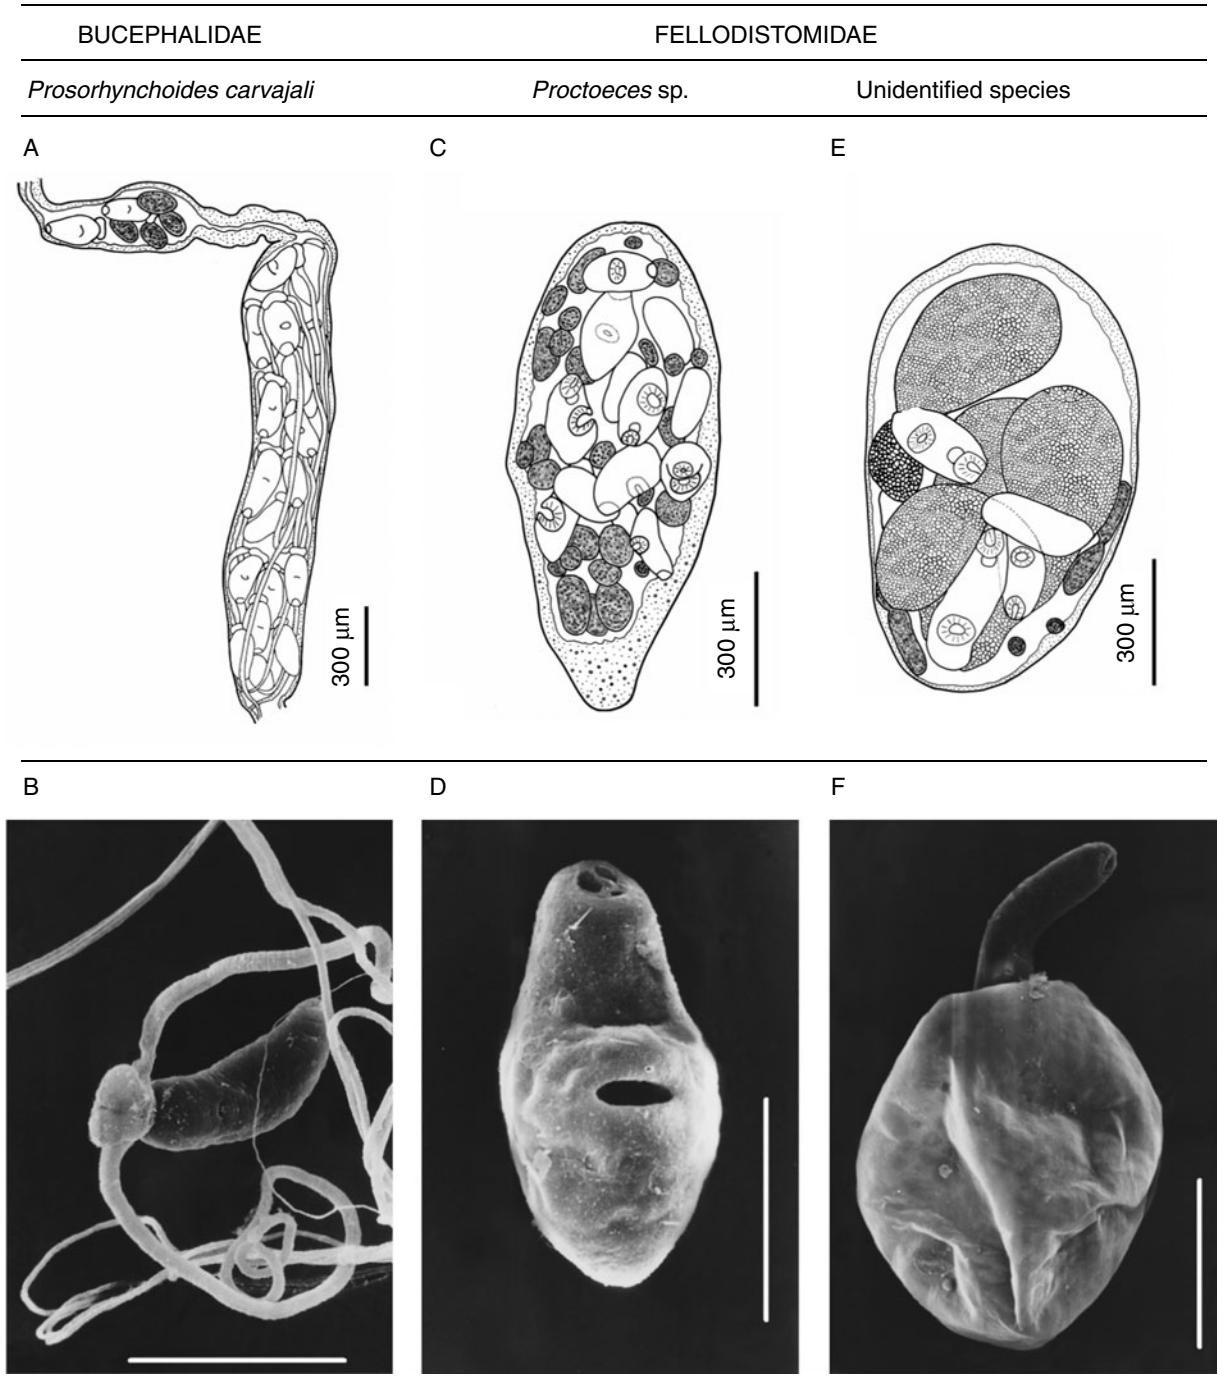 BUCEPHALIDAE FELLODISTOMIDAE
Prosorhynchoides carvajali Proctoeces sp. Unidentified species
A C E
300 μm 300 μm 300 μm
B D F